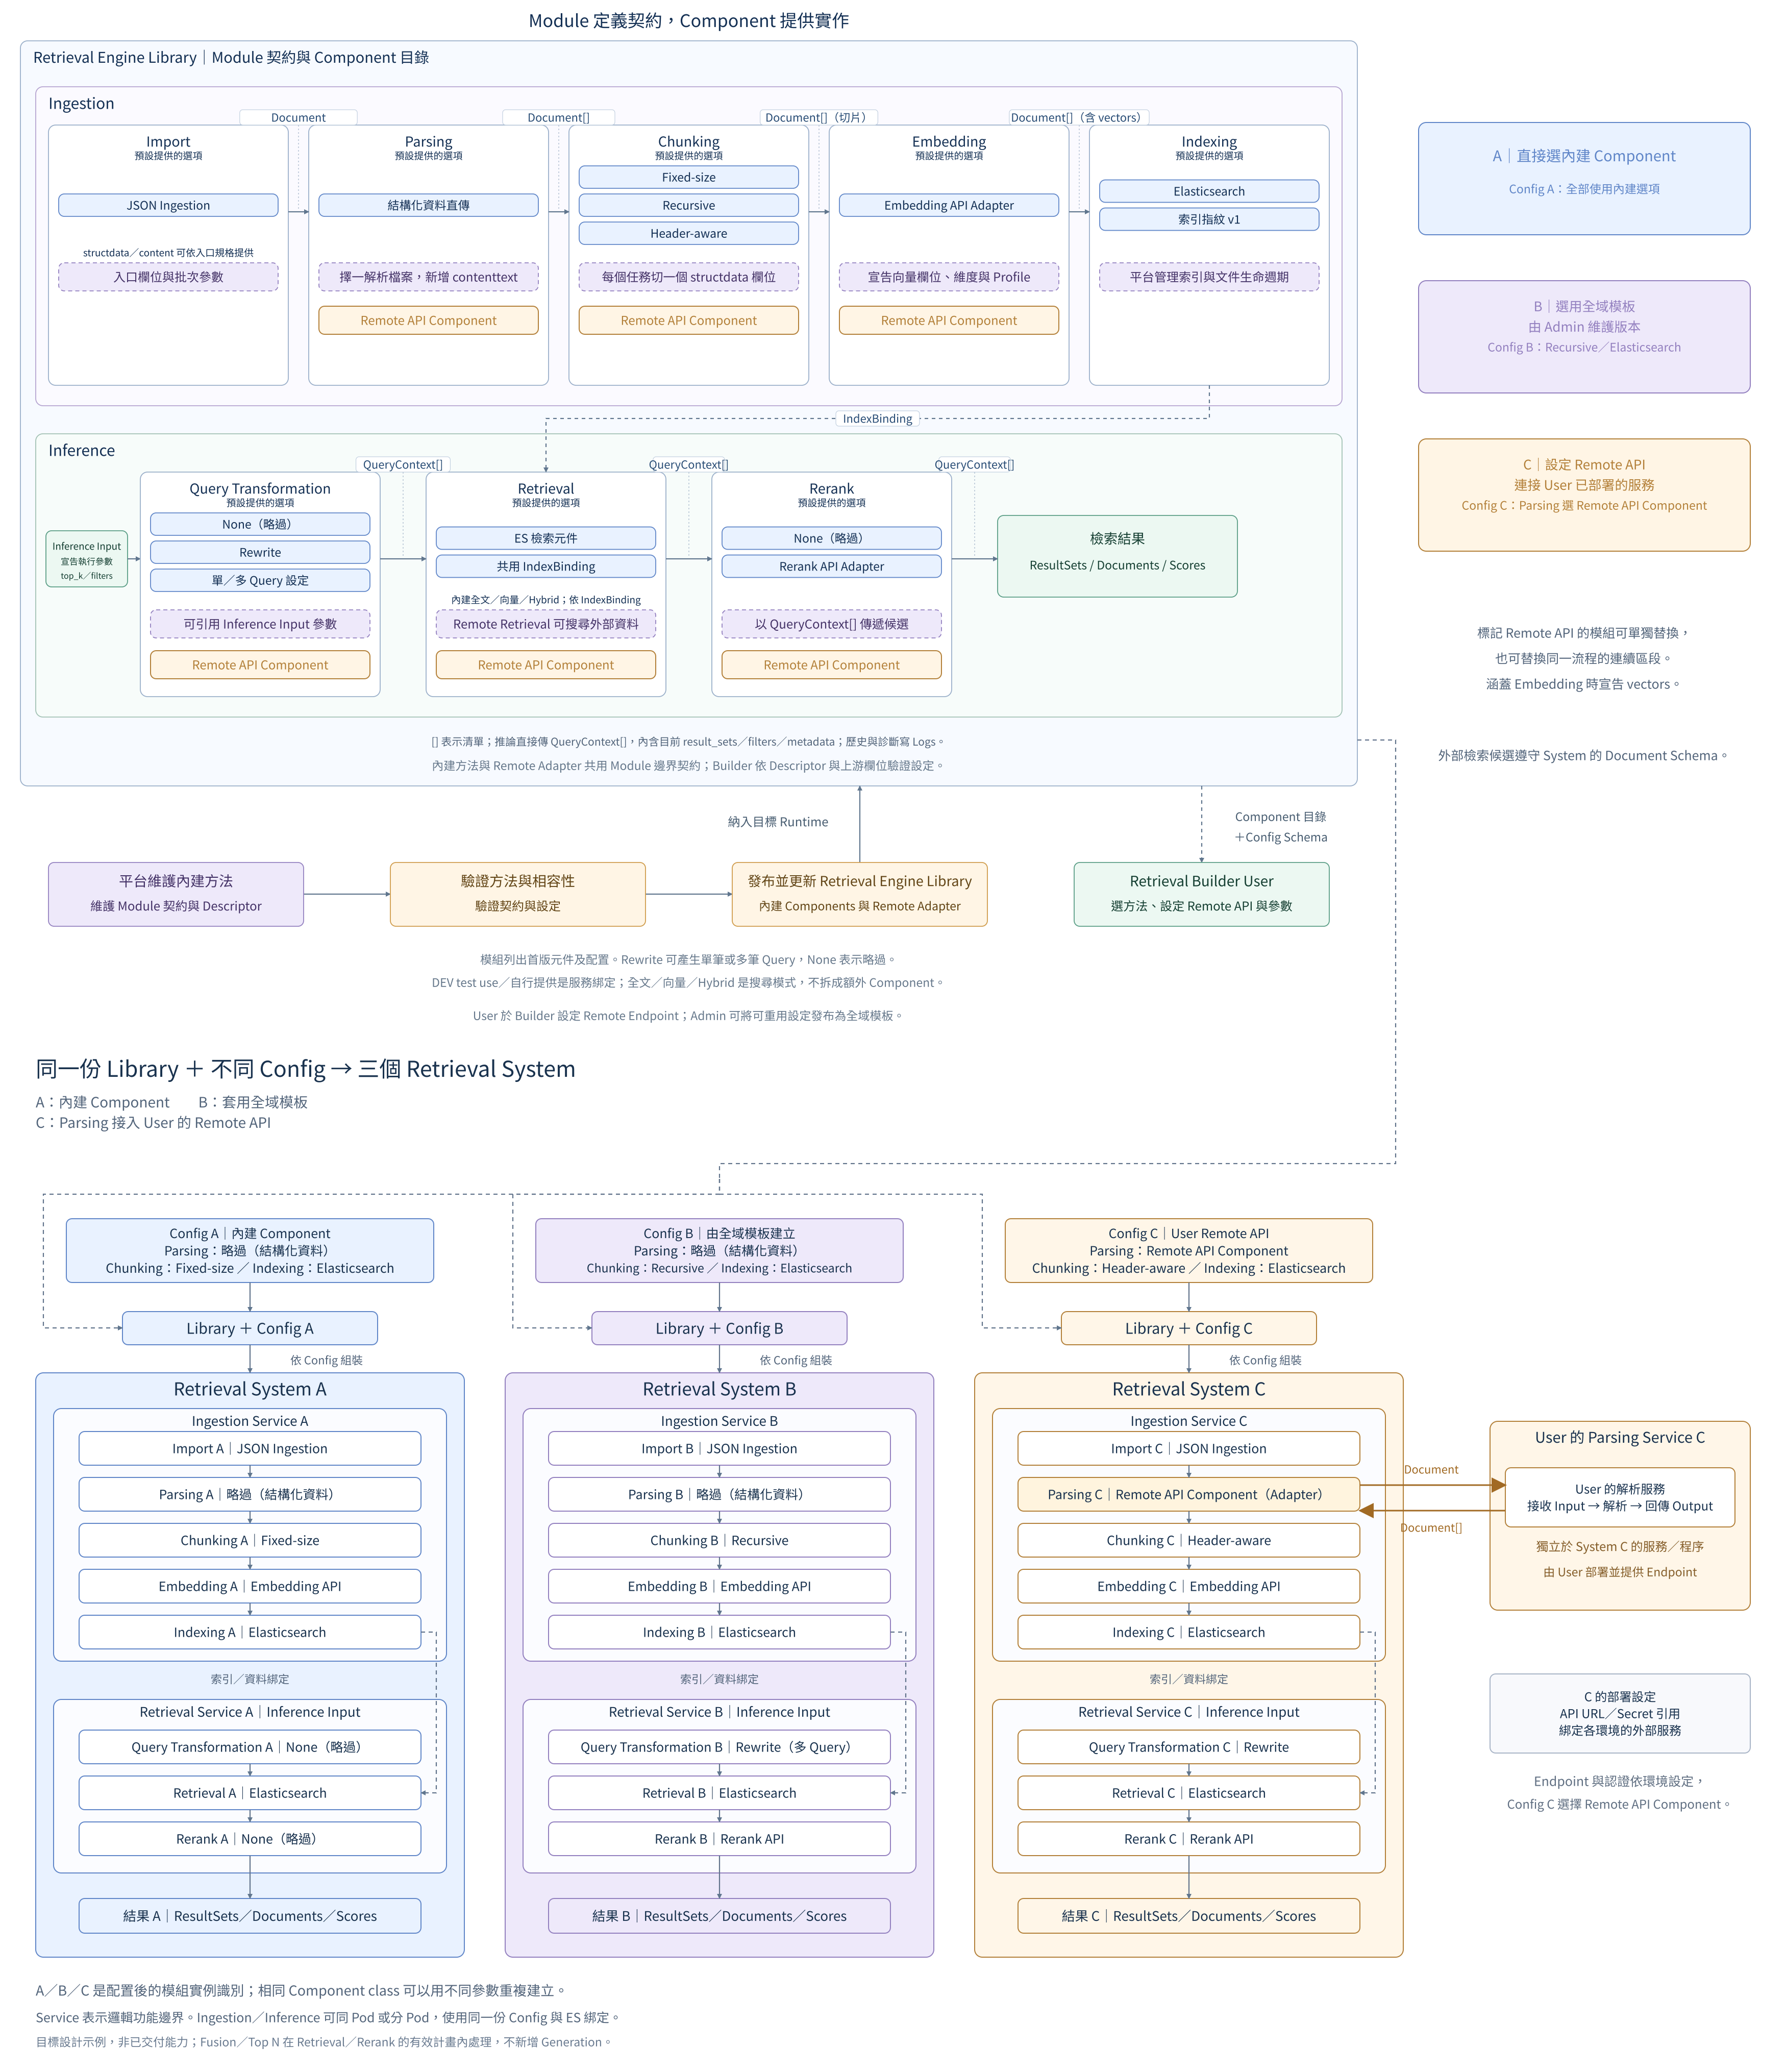 Module 定義契約，Component 提供實作
Retrieval Engine Library｜Module 契約與 Component 目錄
Ingestion
Document
Document[]
Document[]（切片）
Document[]（含 vectors）
Import
預設提供的選項
JSON Ingestion
structdata／content 可依入口規格提供
入口欄位與批次參數
Parsing
預設提供的選項
結構化資料直傳
擇一解析檔案，新增 contenttext
Remote API Component
Chunking
預設提供的選項
Fixed-size
Recursive
Header-aware
每個任務切一個 structdata 欄位
Remote API Component
Embedding
預設提供的選項
Embedding API Adapter
宣告向量欄位、維度與 Profile
Remote API Component
Indexing
預設提供的選項
Elasticsearch
索引指紋 v1
平台管理索引與文件生命週期
IndexBinding
A｜直接選內建 Component
Config A：全部使用內建選項
B｜選用全域模板
由 Admin 維護版本
Config B：Recursive／Elasticsearch
C｜設定 Remote API
連接 User 已部署的服務
Config C：Parsing 選 Remote API Component
Inference
QueryContext[]
QueryContext[]
QueryContext[]
Inference Input
宣告執行參數
top_k／filters
Query Transformation
預設提供的選項
None（略過）
Rewrite
單／多 Query 設定
可引用 Inference Input 參數
Remote API Component
Retrieval
預設提供的選項
ES 檢索元件
共用 IndexBinding
內建全文／向量／Hybrid；依 IndexBinding
Remote Retrieval 可搜尋外部資料
Remote API Component
Rerank
預設提供的選項
None（略過）
Rerank API Adapter
以 QueryContext[] 傳遞候選
Remote API Component
檢索結果
ResultSets / Documents / Scores
標記 Remote API 的模組可單獨替換，
也可替換同一流程的連續區段。
涵蓋 Embedding 時宣告 vectors。
外部檢索候選遵守 System 的 Document Schema。
[] 表示清單；推論直接傳 QueryContext[]，內含目前 result_sets／filters／metadata；歷史與診斷寫 Logs。
內建方法與 Remote Adapter 共用 Module 邊界契約；Builder 依 Descriptor 與上游欄位驗證設定。
納入目標 Runtime
Component 目錄
＋Config Schema
平台維護內建方法
維護 Module 契約與 Descriptor
驗證方法與相容性
驗證契約與設定
發布並更新 Retrieval Engine Library
內建 Components 與 Remote Adapter
Retrieval Builder User
選方法、設定 Remote API 與參數
模組列出首版元件及配置。Rewrite 可產生單筆或多筆 Query，None 表示略過。
DEV test use／自行提供是服務綁定；全文／向量／Hybrid 是搜尋模式，不拆成額外 Component。
User 於 Builder 設定 Remote Endpoint；Admin 可將可重用設定發布為全域模板。
同一份 Library ＋ 不同 Config → 三個 Retrieval System
A：內建 Component B：套用全域模板
C：Parsing 接入 User 的 Remote API
Config A｜內建 Component
Parsing：略過（結構化資料）
Chunking：Fixed-size ／ Indexing：Elasticsearch
Library ＋ Config A
依 Config 組裝
Config B｜由全域模板建立
Parsing：略過（結構化資料）
Chunking：Recursive ／ Indexing：Elasticsearch
Library ＋ Config B
依 Config 組裝
Config C｜User Remote API
Parsing：Remote API Component
Chunking：Header-aware ／ Indexing：Elasticsearch
Library ＋ Config C
依 Config 組裝
Retrieval System A
Ingestion Service A
Import A｜JSON Ingestion
Parsing A｜略過（結構化資料）
Chunking A｜Fixed-size
Embedding A｜Embedding API
Indexing A｜Elasticsearch
索引／資料綁定
Retrieval Service A｜Inference Input
Query Transformation A｜None（略過）
Retrieval A｜Elasticsearch
Rerank A｜None（略過）
結果 A｜ResultSets／Documents／Scores
Retrieval System B
Ingestion Service B
Import B｜JSON Ingestion
Parsing B｜略過（結構化資料）
Chunking B｜Recursive
Embedding B｜Embedding API
Indexing B｜Elasticsearch
索引／資料綁定
Retrieval Service B｜Inference Input
Query Transformation B｜Rewrite（多 Query）
Retrieval B｜Elasticsearch
Rerank B｜Rerank API
結果 B｜ResultSets／Documents／Scores
Retrieval System C
Ingestion Service C
Import C｜JSON Ingestion
Parsing C｜Remote API Component（Adapter）
Chunking C｜Header-aware
Embedding C｜Embedding API
Indexing C｜Elasticsearch
索引／資料綁定
Retrieval Service C｜Inference Input
Query Transformation C｜Rewrite
Retrieval C｜Elasticsearch
Rerank C｜Rerank API
結果 C｜ResultSets／Documents／Scores
Document
Document[]
User 的 Parsing Service C
User 的解析服務
接收 Input → 解析 → 回傳 Output
獨立於 System C 的服務／程序
由 User 部署並提供 Endpoint
C 的部署設定
API URL／Secret 引用
綁定各環境的外部服務
Endpoint 與認證依環境設定，
Config C 選擇 Remote API Component。
A／B／C 是配置後的模組實例識別；相同 Component class 可以用不同參數重複建立。
Service 表示邏輯功能邊界。Ingestion／Inference 可同 Pod 或分 Pod，使用同一份 Config 與 ES 綁定。
目標設計示例，非已交付能力；Fusion／Top N 在 Retrieval／Rerank 的有效計畫內處理，不新增 Generation。